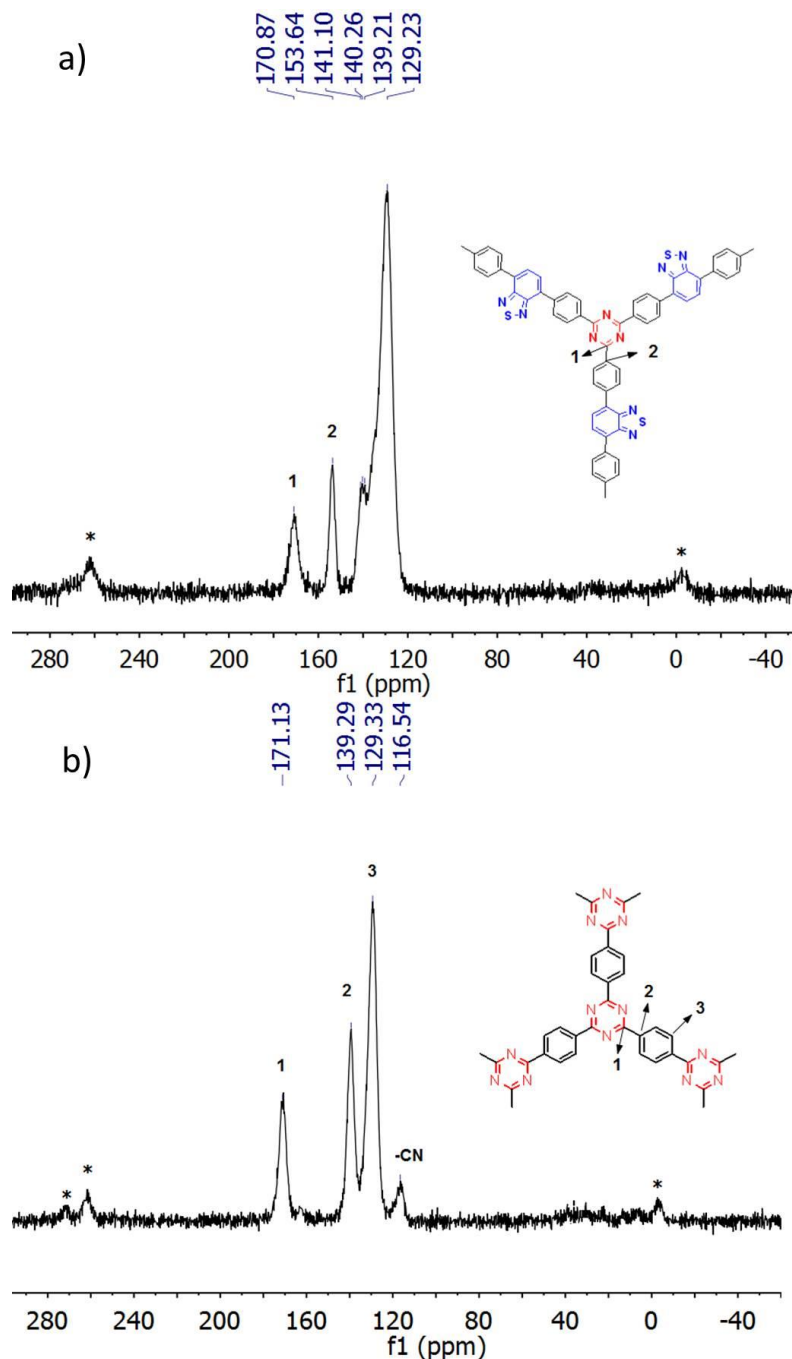 a)
170.87
153.64
141.10
140.26
139.21
129.23
1
2
*
*
S N
N
N S
N
N
S N
N N
N
1 2
N
S
N
280 240 200 160 120 80 40 0 -40
f1 (ppm)
b)
171.13
139.29
129.33
116.54
1
2
3
-CN
*
*
*
N
N N
N N
N
2
3
1
N N
N N
N N
280 240 200 160 120 80 40 0 -40
f1 (ppm)